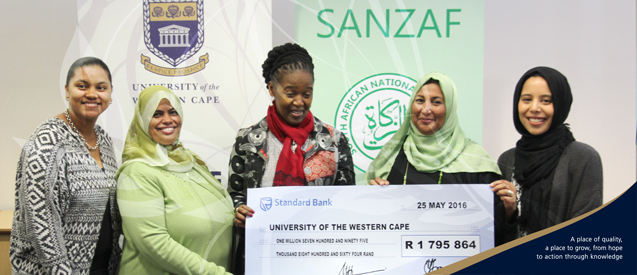 UNIVERSITY of the
WESTERN CAPE
SANZAF
SOUTH AFRICAN NATIONAL
Standard Bank
25 MAY 2016
UNIVERSITY OF THE WESTERN CAPE
ONE MILLION SEVEN HUNDRED AND NINETY FIVE
THOUSAND EIGHT HUNDRED AND SIXTY FOUR RAND
R 1 795 864
A place of quality,
a place to grow, from hope
to action through knowledge